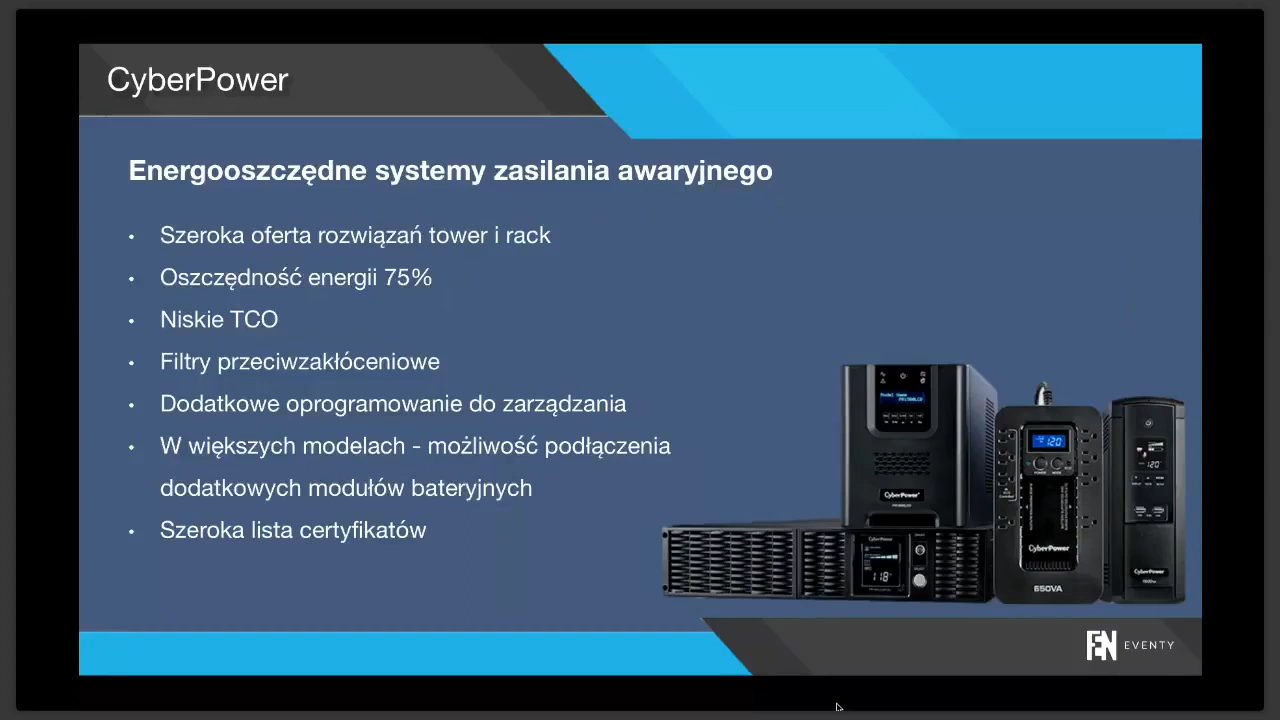 CyberPower
Energooszczędne systemy zasilania awaryjnego
• Szeroka oferta rozwiązań tower i rack
• Oszczędność energii 75%
• Niskie TCO
• Filtry przeciwzakłóceniowe
• Dodatkowe oprogramowanie do zarządzania
• W większych modelach - możliwość podłączenia
dodatkowych modułów bateryjnych
• Szeroka lista certyfikatów
CyberPower
CyberPower
118
120
CyberPower
650VA
120
CyberPower
EN EVENTY